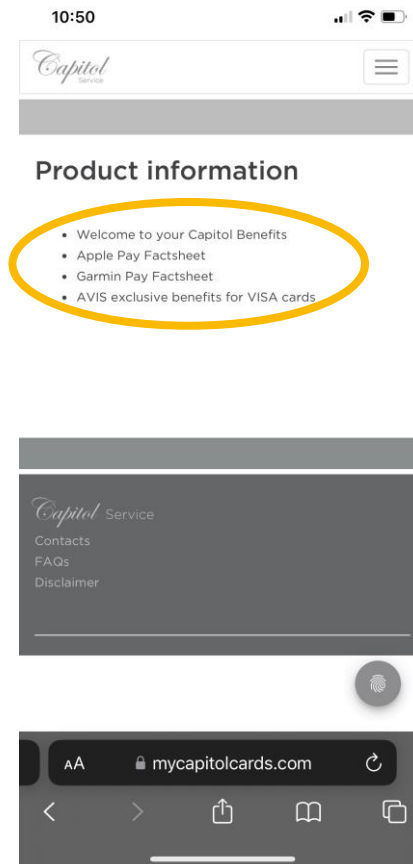 10:50
Capitol
Service
Product information
Welcome to your Capitol Benefits
Apple Pay Factsheet
Garmin Pay Factsheet
AVIS exclusive benefits for VISA cards
Capitol Service
Contacts
FAQs
Disclaimer
AA mycapitolcards.com